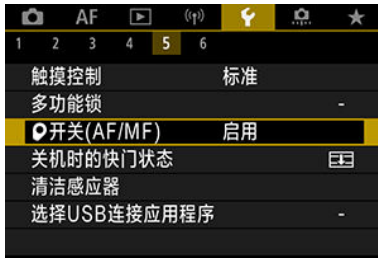 AF
1 2 3 4 5 6
触摸控制 标准
多功能锁 -
开关(AF/MF) 启用
关机时的快门状态
清洁感应器
选择USB连接应用程序 -